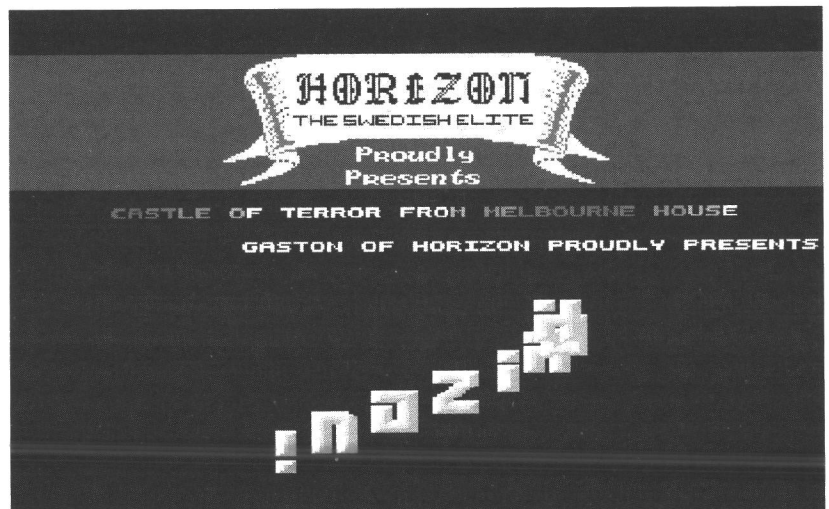 HORIZON
THE SWEDISH ELITE
Proudly
Presents
CASTLE OF TERROR FROM MELBOURNE HOUSE
GASTON OF HORIZON PROUDLY PRESENTS